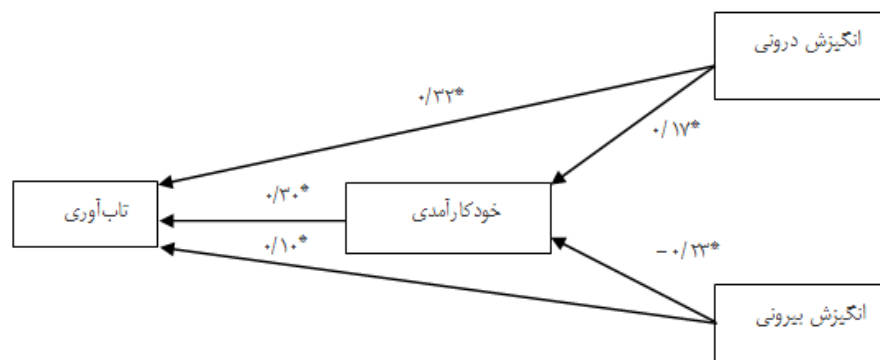 انگیزش درونی
۰/۳۲*
۰/۱۷*
خودکارآمدی
۰/۳۰*
تاب‌آوری
۰/۱۰*
−۰/۲۳*
انگیزش بیرونی